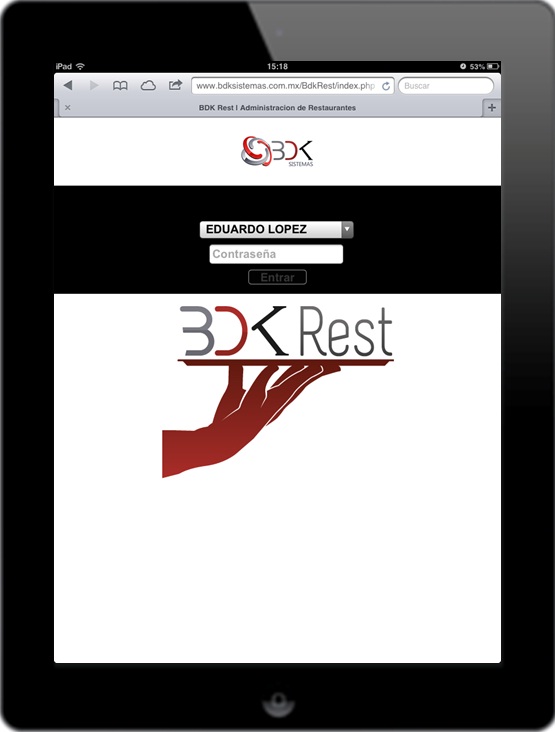 iPad 15:18 53%
www.bdksistemas.com.mx/BdkRest/index.php Buscar
BDK Rest l Administracion de Restaurantes
BDK
SISTEMAS
EDUARDO LOPEZ
Contraseña
Entrar
BDK Rest